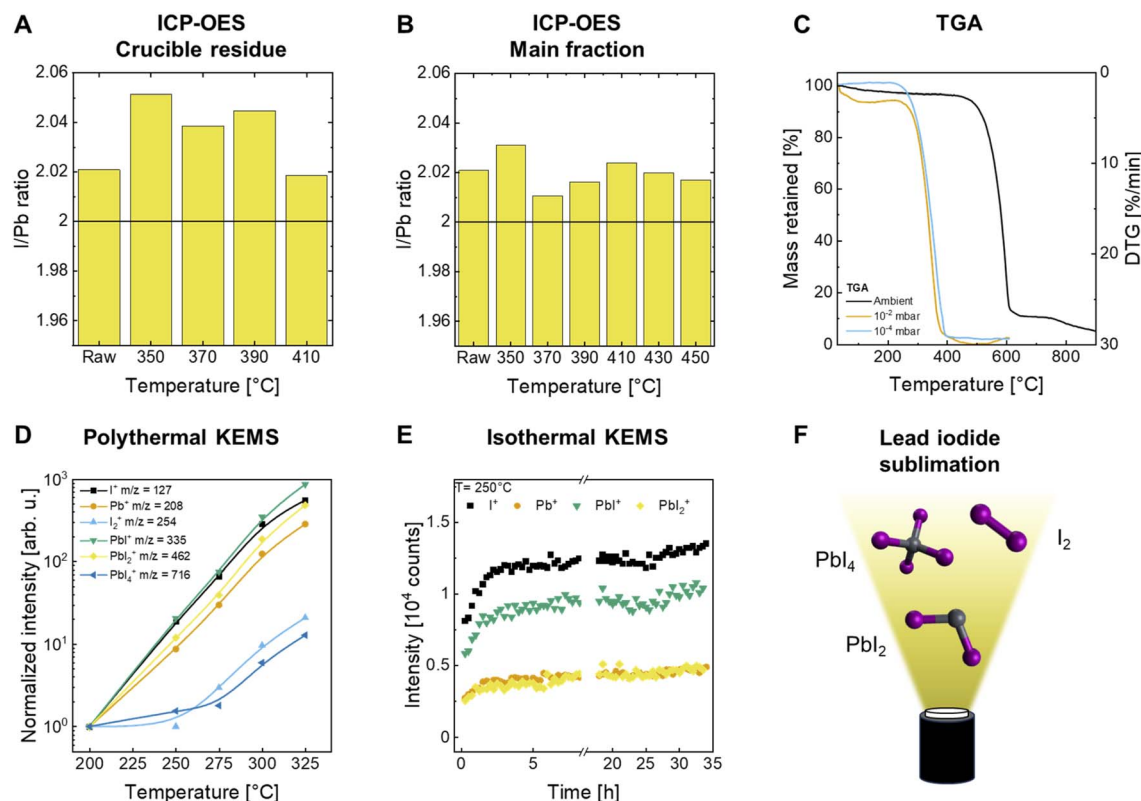 A
ICP-OES
Crucible residue
I/Pb ratio
2.06
2.04
2.02
2
1.98
1.96
Raw 350 370 390 410
Temperature [°C]
B
ICP-OES
Main fraction
I/Pb ratio
2.06
2.04
2.02
2.00
1.98
1.96
Raw 350 370 390 410 430 450
Temperature [°C]
C
TGA
Mass retained [%]
100
80
60
40
20
10
0
TGA
Ambient
10⁻² mbar
10⁻⁴ mbar
200 400 600 800
Temperature [°C]
DTG [%/min]
0
10
20
30
D
Polythermal KEMS
Normalized intensity [arb. u.]
10³
10²
10¹
10⁰
I⁺ m/z = 127
Pb⁺ m/z = 208
I₂⁺ m/z = 254
PbI⁺ m/z = 335
PbI₂⁺ m/z = 462
PbI₄⁺ m/z = 716
200 225 250 275 300 325
Temperature [°C]
E
Isothermal KEMS
Intensity [10⁴ counts]
1.5
1
0.5
0
T= 250°C
I⁺ Pb⁺ PbI⁺ PbI₂⁺
0 5 20 25 30 35
Time [h]
F
Lead iodide
sublimation
PbI₄
I₂
PbI₂